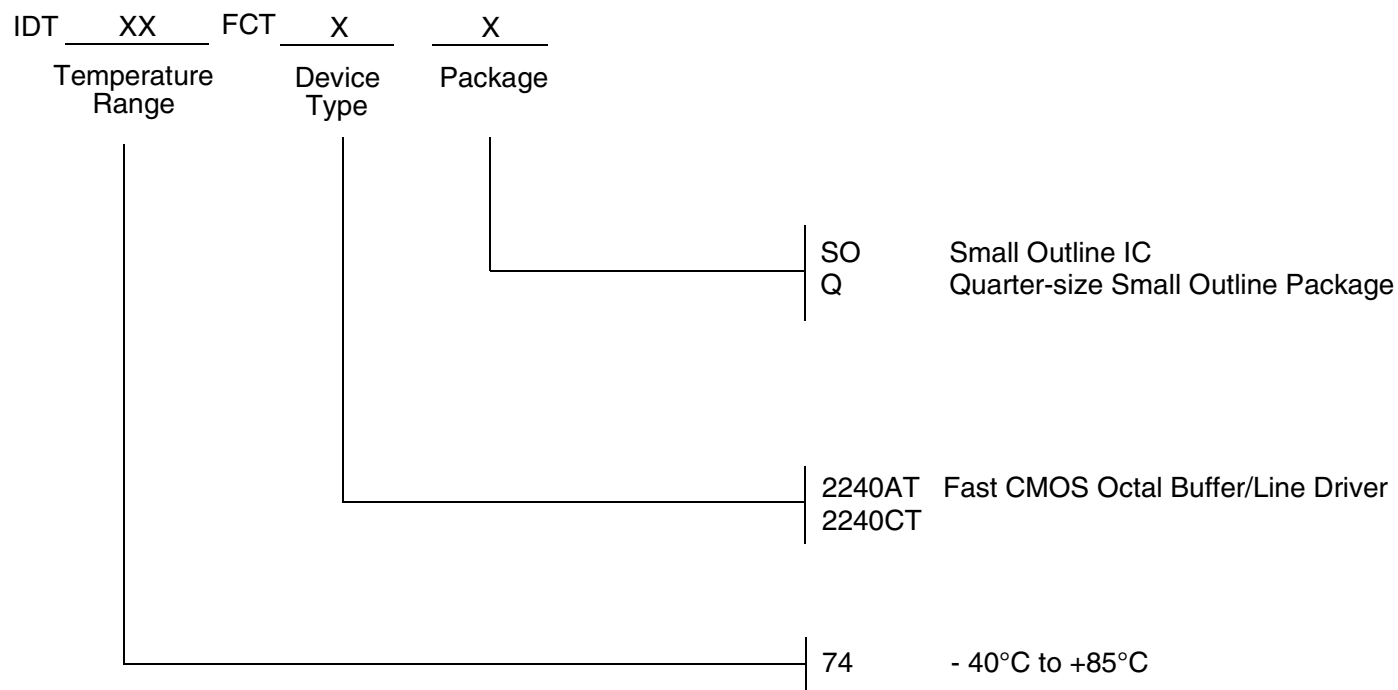 IDT XX FCT X X
Temperature Range
Device Type
Package
SO Small Outline IC
Q Quarter-size Small Outline Package
2240AT Fast CMOS Octal Buffer/Line Driver
2240CT
74 - 40°C to +85°C